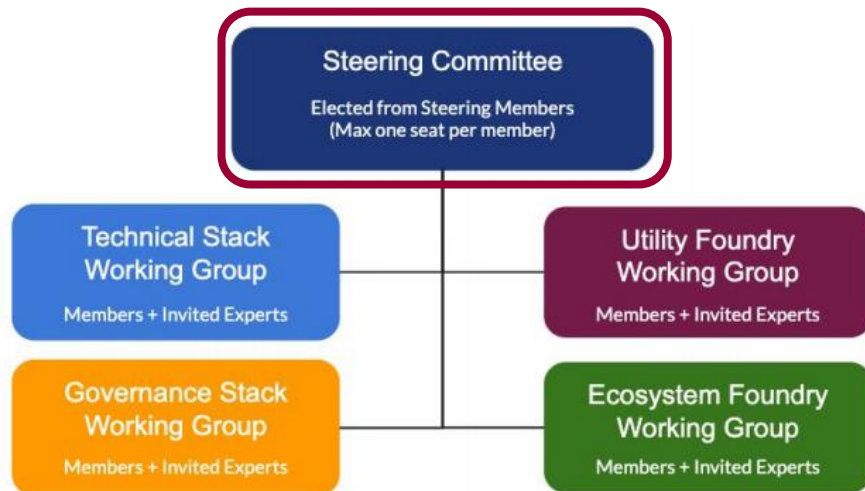 Steering Committee
Elected from Steering Members
(Max one seat per member)
Technical Stack
Working Group
Members + Invited Experts
Utility Foundry
Working Group
Members + Invited Experts
Governance Stack
Working Group
Members + Invited Experts
Ecosystem Foundry
Working Group
Members + Invited Experts